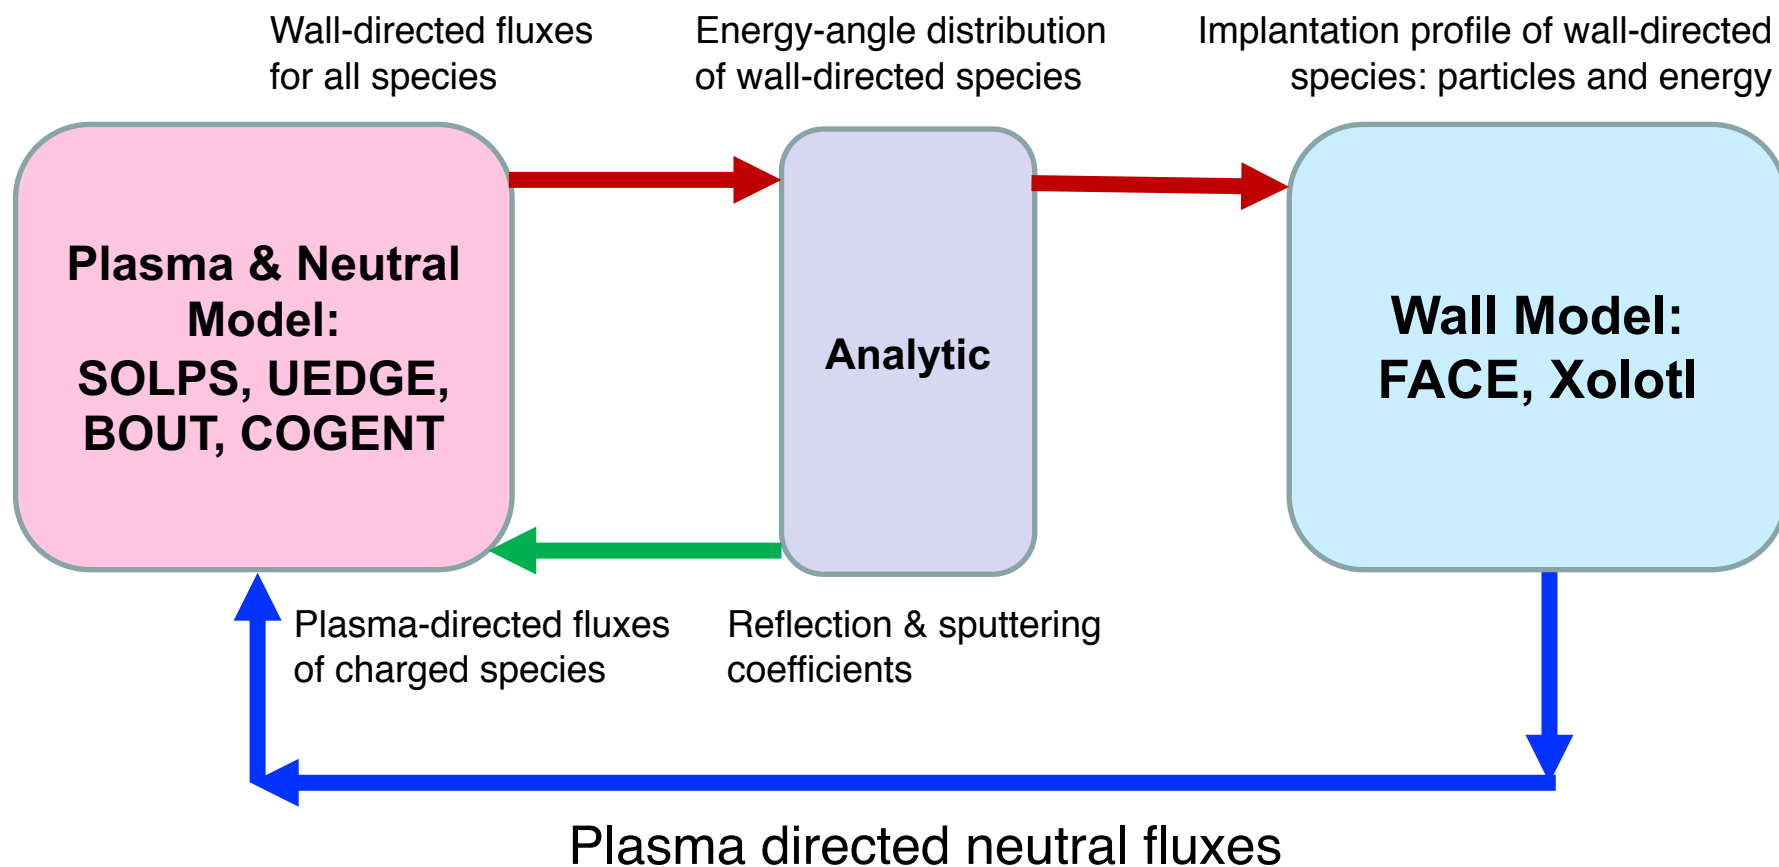 Wall-directed fluxes
for all species
Energy-angle distribution
of wall-directed species
Implantation profile of wall-directed
species: particles and energy
Plasma & Neutral
Model:
SOLPS, UEDGE,
BOUT, COGENT
Analytic
Wall Model:
FACE, Xolotl
Plasma-directed fluxes
of charged species
Reflection & sputtering
coefficients
Plasma directed neutral fluxes